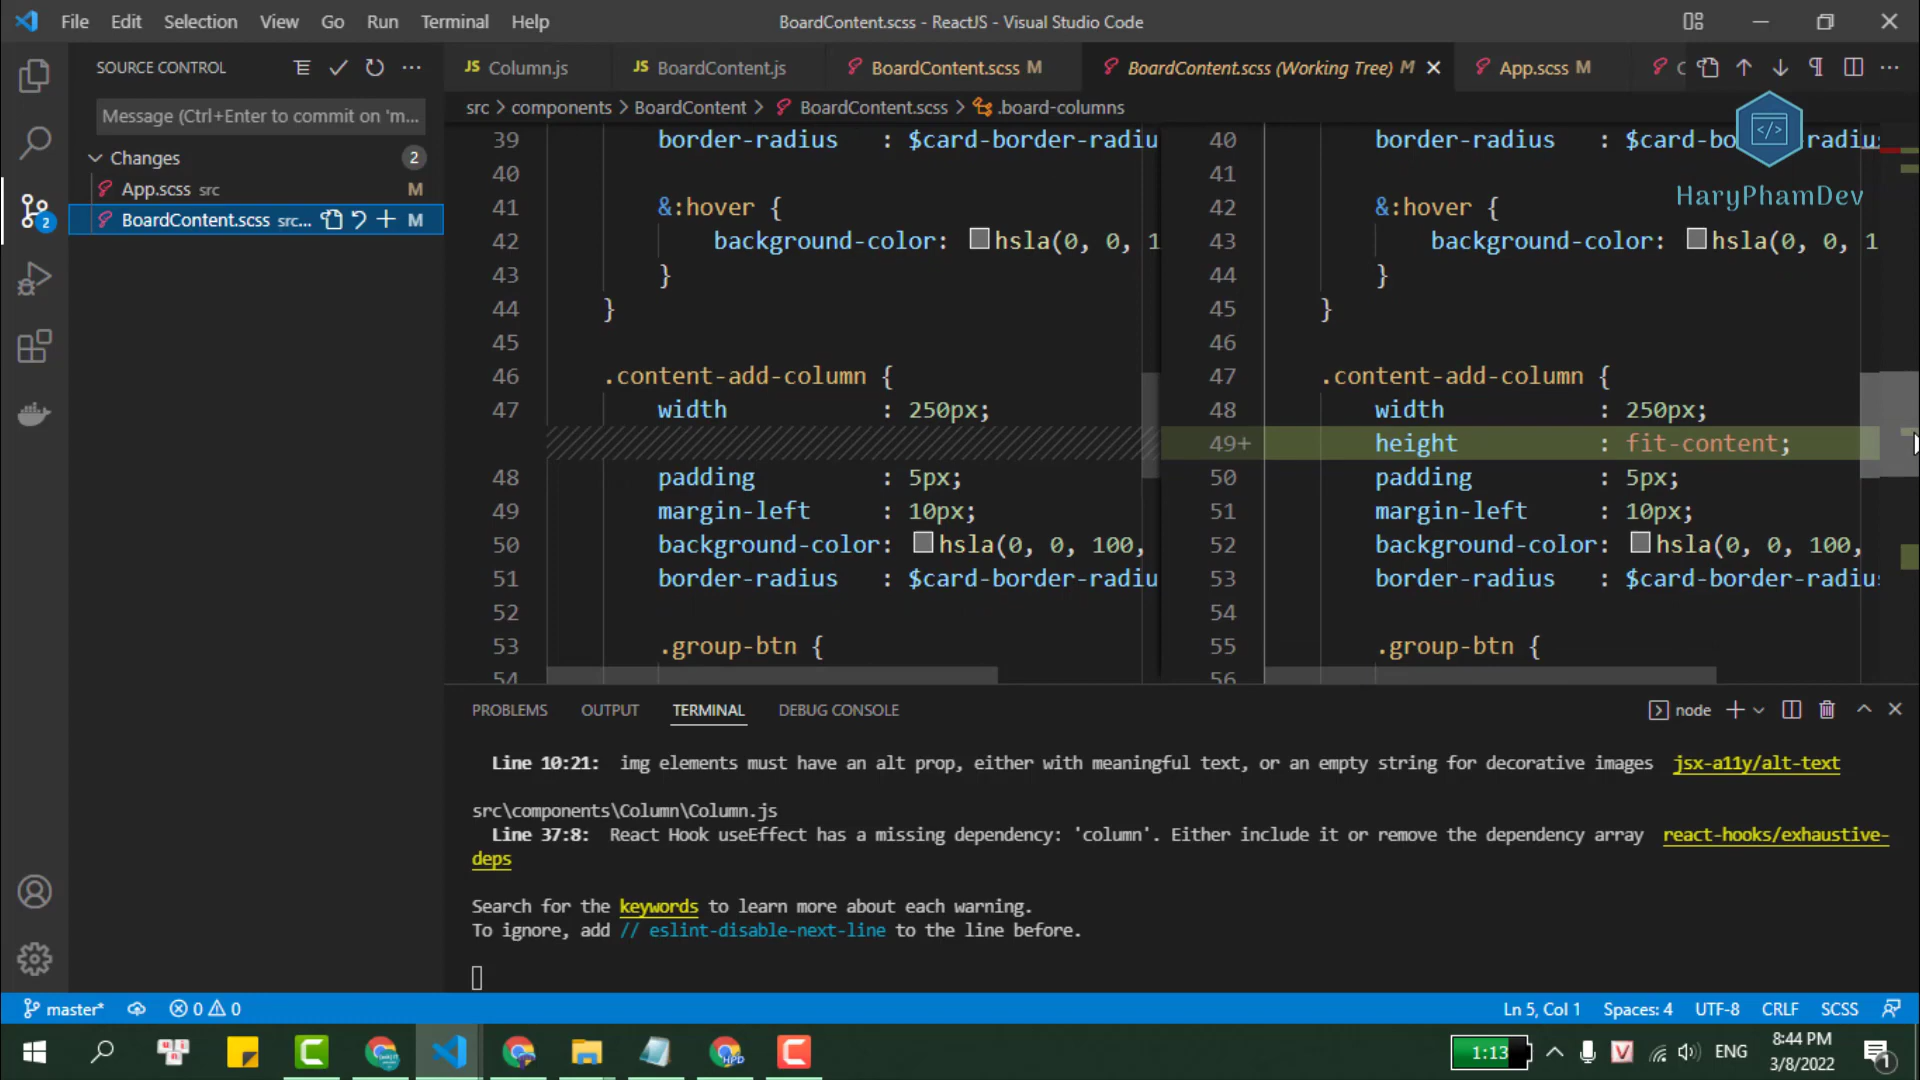 File Edit Selection View Go Run Terminal Help BoardContent.scss - ReactJS - Visual Studio Code
SOURCE CONTROL
Message (Ctrl+Enter to commit on 'm...
Changes 2
App.scss src M
BoardContent.scss src... M
2
JS Column.js JS BoardContent.js BoardContent.scss M BoardContent.scss (Working Tree) M App.scss M
src > components > BoardContent > BoardContent.scss > .board-columns
39 border-radius : $card-border-radiu
40
41 &:hover {
42 background-color: hsla(0, 0, 1
43 }
44 }
45
46 .content-add-column {
47 width : 250px;
48 padding : 5px;
49 margin-left : 10px;
50 background-color: hsla(0, 0, 100,
51 border-radius : $card-border-radiu
52
53 .group-btn {
54
40 border-radius : $card-bo radiu
41
42 &:hover {
43 background-color: hsla(0, 0, 1
44 }
45 }
46
47 .content-add-column {
48 width : 250px;
49+ height : fit-content;
50 padding : 5px;
51 margin-left : 10px;
52 background-color: hsla(0, 0, 100,
53 border-radius : $card-border-radiu
54
55 .group-btn {
56
</>
HaryPhamDev
PROBLEMS OUTPUT TERMINAL DEBUG CONSOLE node
Line 10:21: img elements must have an alt prop, either with meaningful text, or an empty string for decorative images jsx-a11y/alt-text
src\components\Column\Column.js
Line 37:8: React Hook useEffect has a missing dependency: 'column'. Either include it or remove the dependency array react-hooks/exhaustive-
deps
Search for the keywords to learn more about each warning.
To ignore, add // eslint-disable-next-line to the line before.
master* 0 0 Ln 5, Col 1 Spaces: 4 UTF-8 CRLF SCSS
1:13 ENG 8:44 PM
3/8/2022
1